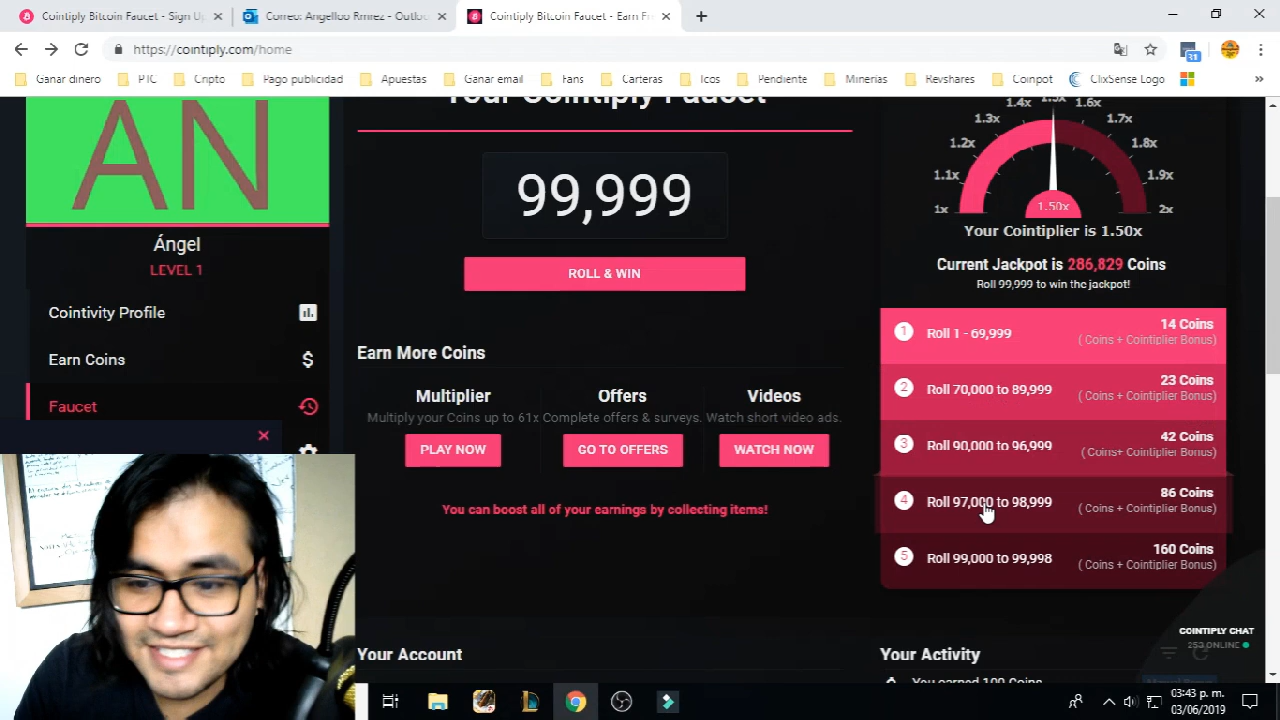 Cointiply Bitcoin Faucet - Sign Up
Correo: Angelloo Rmrez - Outloo
Cointiply Bitcoin Faucet - Earn Fr
https://cointiply.com/home
Ganar dinero
PTC
Cripto
Pago publicidad
Apuestas
Ganar email
Fans
Carteras
Icos
Pendiente
Minerias
Revshares
Coinpot
ClixSense Logo
»
31
AN
Ángel
LEVEL 1
Cointivity Profile
Earn Coins
$
Faucet
Your Cointiply Faucet
99,999
ROLL & WIN
Earn More Coins
Multiplier
Multiply your Coins up to 61x
PLAY NOW
Offers
Complete offers & surveys.
GO TO OFFERS
Videos
Watch short video ads.
WATCH NOW
You can boost all of your earnings by collecting items!
Your Account
1x
1.1x
1.2x
1.3x
1.4x
1.5x
1.6x
1.7x
1.8x
1.9x
2x
1.50x
Your Cointiplier is 1.50x
Current Jackpot is 286,829 Coins
Roll 99,999 to win the jackpot!
1 Roll 1 - 69,999 14 Coins
( Coins + Cointiplier Bonus)
2 Roll 70,000 to 89,999 23 Coins
( Coins + Cointiplier Bonus)
3 Roll 90,000 to 96,999 42 Coins
(Coins+ Cointiplier Bonus)
4 Roll 97,000 to 98,999 86 Coins
( Coins + Cointiplier Bonus)
5 Roll 99,000 to 99,998 160 Coins
( Coins + Cointiplier Bonus)
COINTIPLY CHAT
253 ONLINE
Your Activity
You earned 100 Coins
03:43 p. m.
03/06/2019